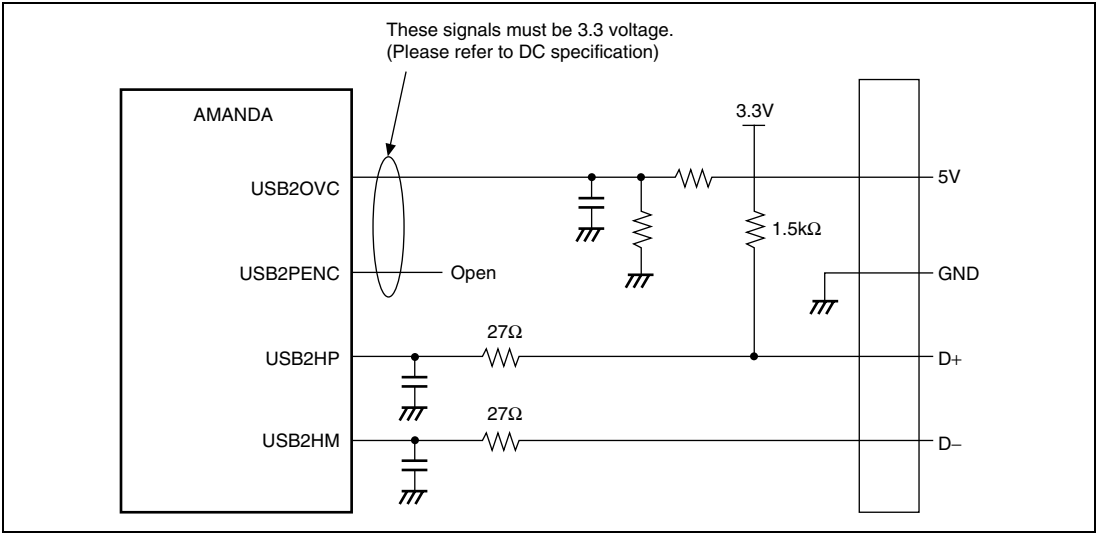 These signals must be 3.3 voltage.
(Please refer to DC specification)
AMANDA
3.3V
USB2OVC
5V
1.5kΩ
USB2PENC
Open
GND
27Ω
USB2HP
D+
27Ω
USB2HM
D−